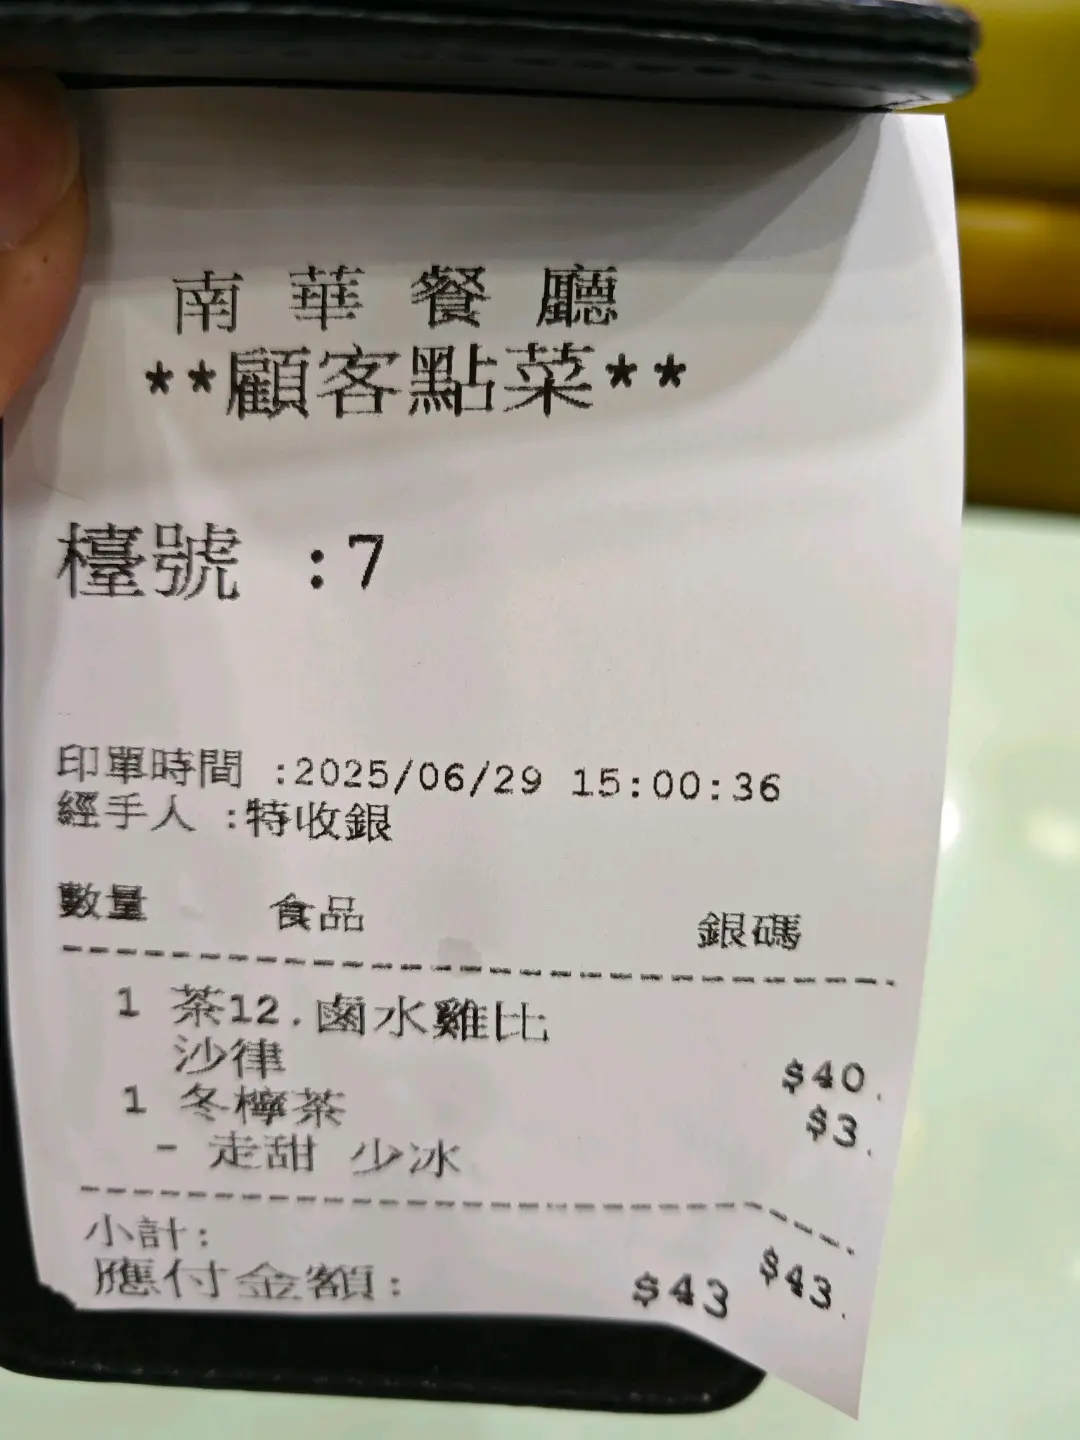 南華餐廳
**顧客點菜**
檯號 :7
印單時間 :2025/06/29 15:00:36
經手人 :特收銀
數量 食品 銀碼
1 茶12.鹵水雞比
沙律 $40.
1 冬檸茶 $3.
- 走甜 少冰
小計: $43.
應付金額: $43